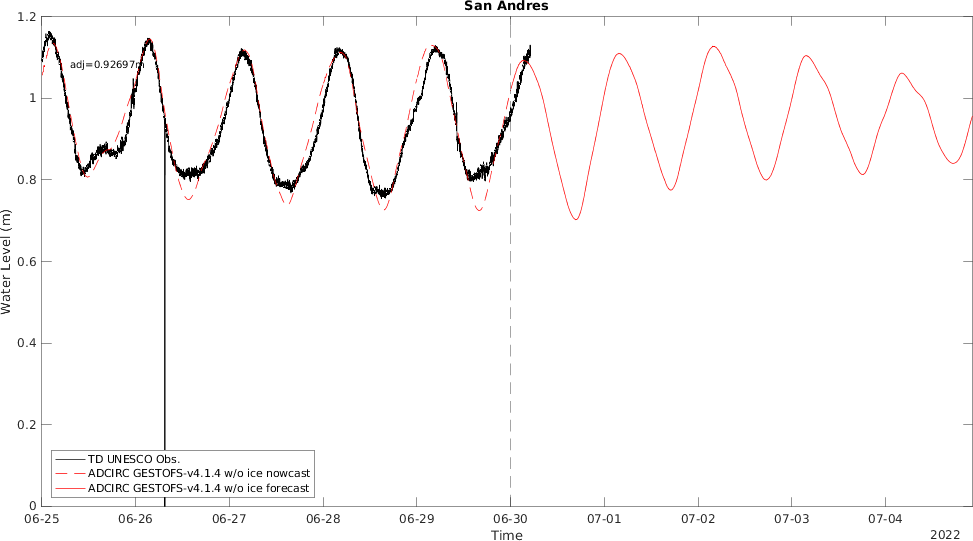 San Andres
1.2
adj=0.92697m
1
0.8
0.6
Water Level (m)
0.4
0.2
TD UNESCO Obs.
ADCIRC GESTOFS-v4.1.4 w/o ice nowcast
ADCIRC GESTOFS-v4.1.4 w/o ice forecast
0
06-25 06-26 06-27 06-28 06-29 06-30 07-01 07-02 07-03 07-04
Time
2022